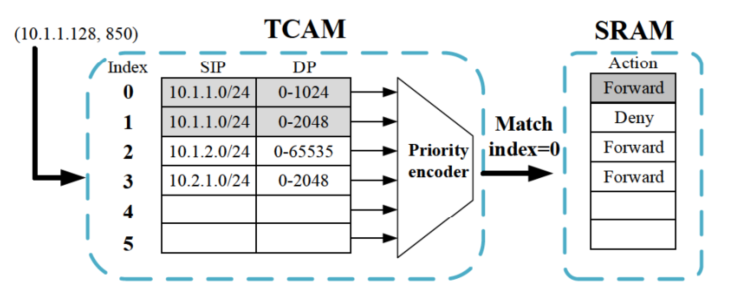 TCAM SRAM
(10.1.1.128, 850)
Index SIP DP Action
0 10.1.1.0/24 0-1024 Forward
1 10.1.1.0/24 0-2048 Deny
2 10.1.2.0/24 0-65535 Forward
3 10.2.1.0/24 0-2048 Forward
4
5
Priority
encoder
Match
index=0